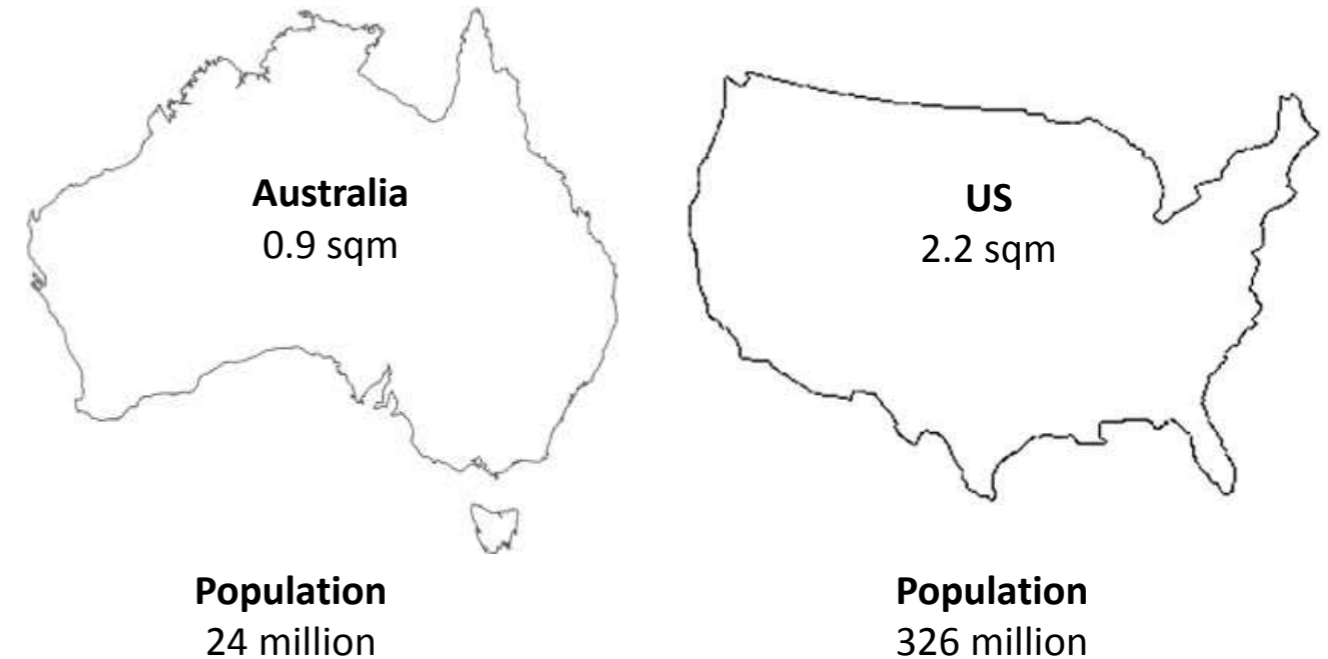 Australia
0.9 sqm
US
2.2 sqm
Population
24 million
Population
326 million